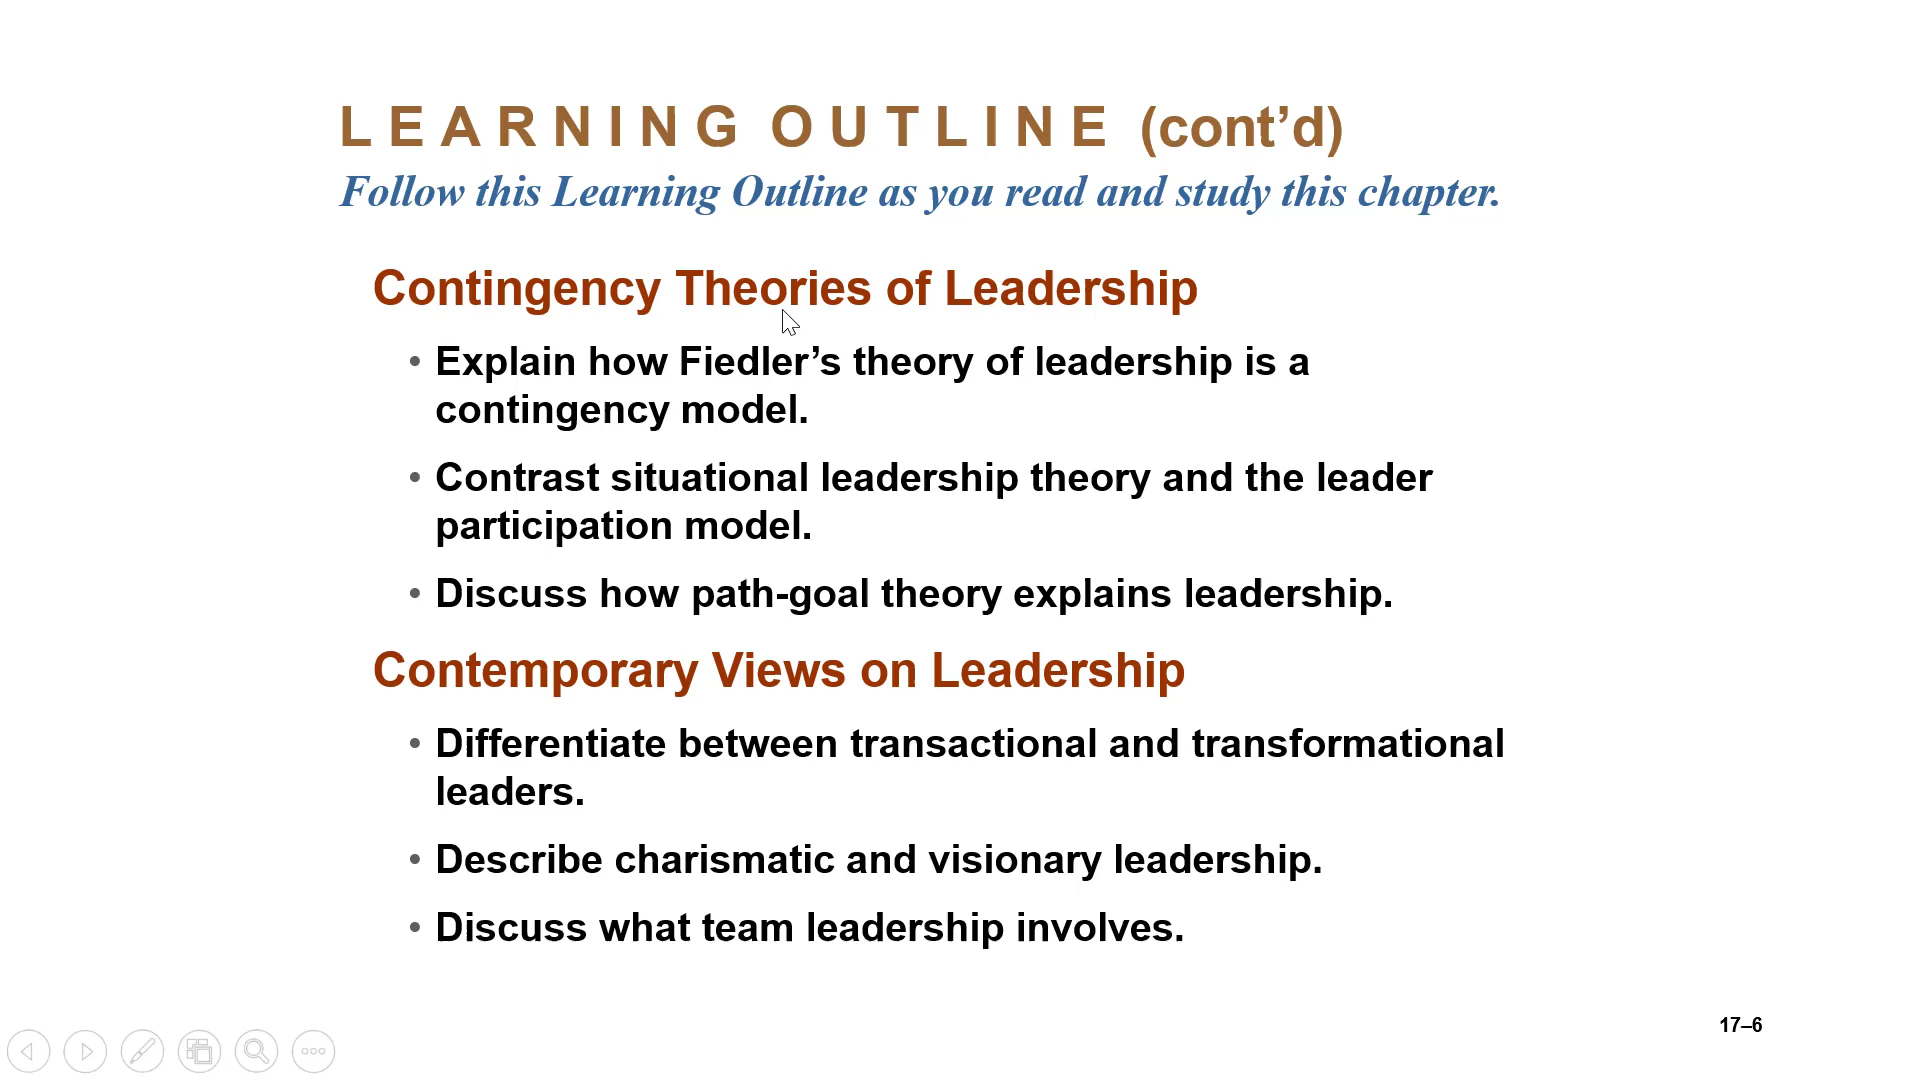 L E A R N I N G  O U T L I N E  (cont’d)
Follow this Learning Outline as you read and study this chapter.
Contingency Theories of Leadership
• Explain how Fiedler’s theory of leadership is a
contingency model.
• Contrast situational leadership theory and the leader
participation model.
• Discuss how path-goal theory explains leadership.
Contemporary Views on Leadership
• Differentiate between transactional and transformational
leaders.
• Describe charismatic and visionary leadership.
• Discuss what team leadership involves.
17–6